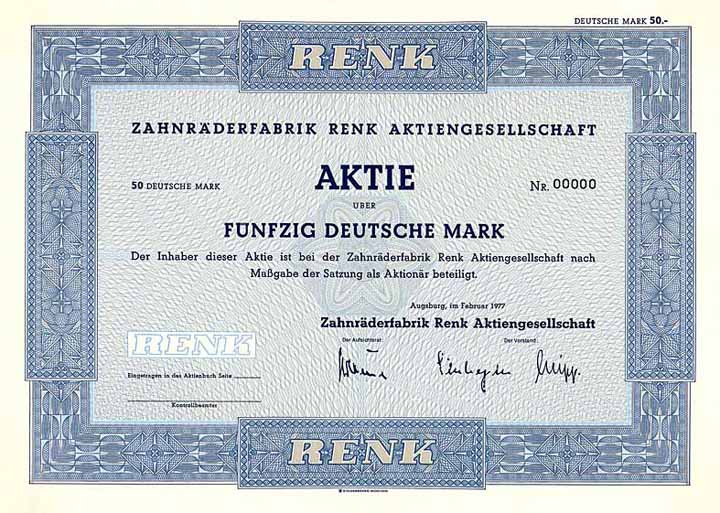 DEUTSCHE MARK 50.-
RENK
ZAHNRÄDERFABRIK RENK AKTIENGESELLSCHAFT
AKTIE
50 DEUTSCHE MARK
NR. 00000
ÜBER
FÜNFZIG DEUTSCHE MARK
Der Inhaber dieser Aktie ist bei der Zahnräderfabrik Renk Aktiengesellschaft nach
Maßgabe der Satzung als Aktionär beteiligt.
Augsburg, im Februar 1977
Zahnräderfabrik Renk Aktiengesellschaft
Der Aufsichtsrat:
Der Vorstand:
RENK
Eingetragen in das Aktienbuch Seite
Kontrollbeamter
RENK